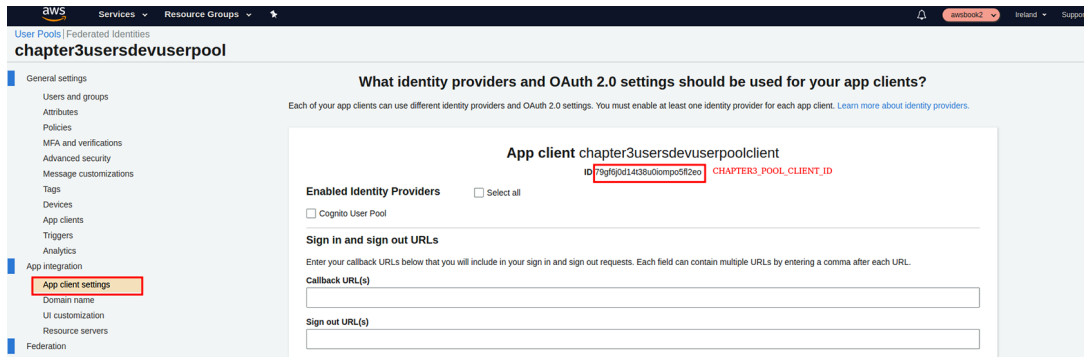 aws Services Resource Groups awsbook2 Ireland Suppor
User Pools | Federated Identities
chapter3usersdevuserpool
General settings
Users and groups
Attributes
Policies
MFA and verifications
Advanced security
Message customizations
Tags
Devices
App clients
Triggers
Analytics
App integration
App client settings
Domain name
UI customization
Resource servers
Federation
What identity providers and OAuth 2.0 settings should be used for your app clients?
Each of your app clients can use different identity providers and OAuth 2.0 settings. You must enable at least one identity provider for each app client. Learn more about identity providers.
App client chapter3usersdevuserpoolclient
ID 79gf6j0d14t38u0iompo5fl2eo CHAPTER3_POOL_CLIENT_ID
Enabled Identity Providers Select all
Cognito User Pool
Sign in and sign out URLs
Enter your callback URLs below that you will include in your sign in and sign out requests. Each field can contain multiple URLs by entering a comma after each URL.
Callback URL(s)
Sign out URL(s)